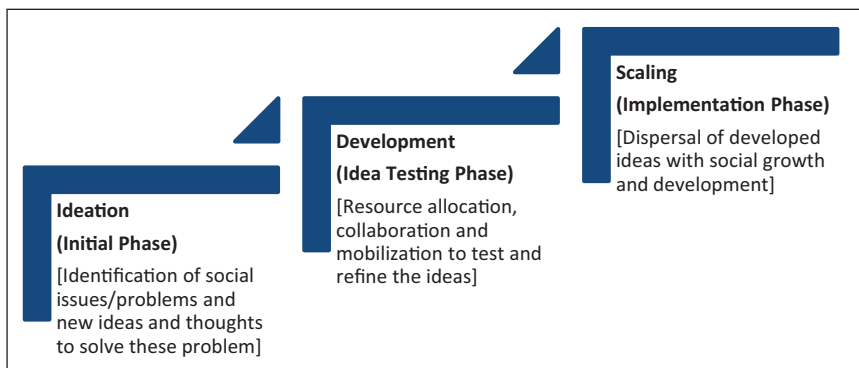 Ideation
(Initial Phase)
[Identification of social
issues/problems and
new ideas and thoughts
to solve these problem]
Development
(Idea Testing Phase)
[Resource allocation,
collaboration and
mobilization to test and
refine the ideas]
Scaling
(Implementation Phase)
[Dispersal of developed
ideas with social growth
and development]